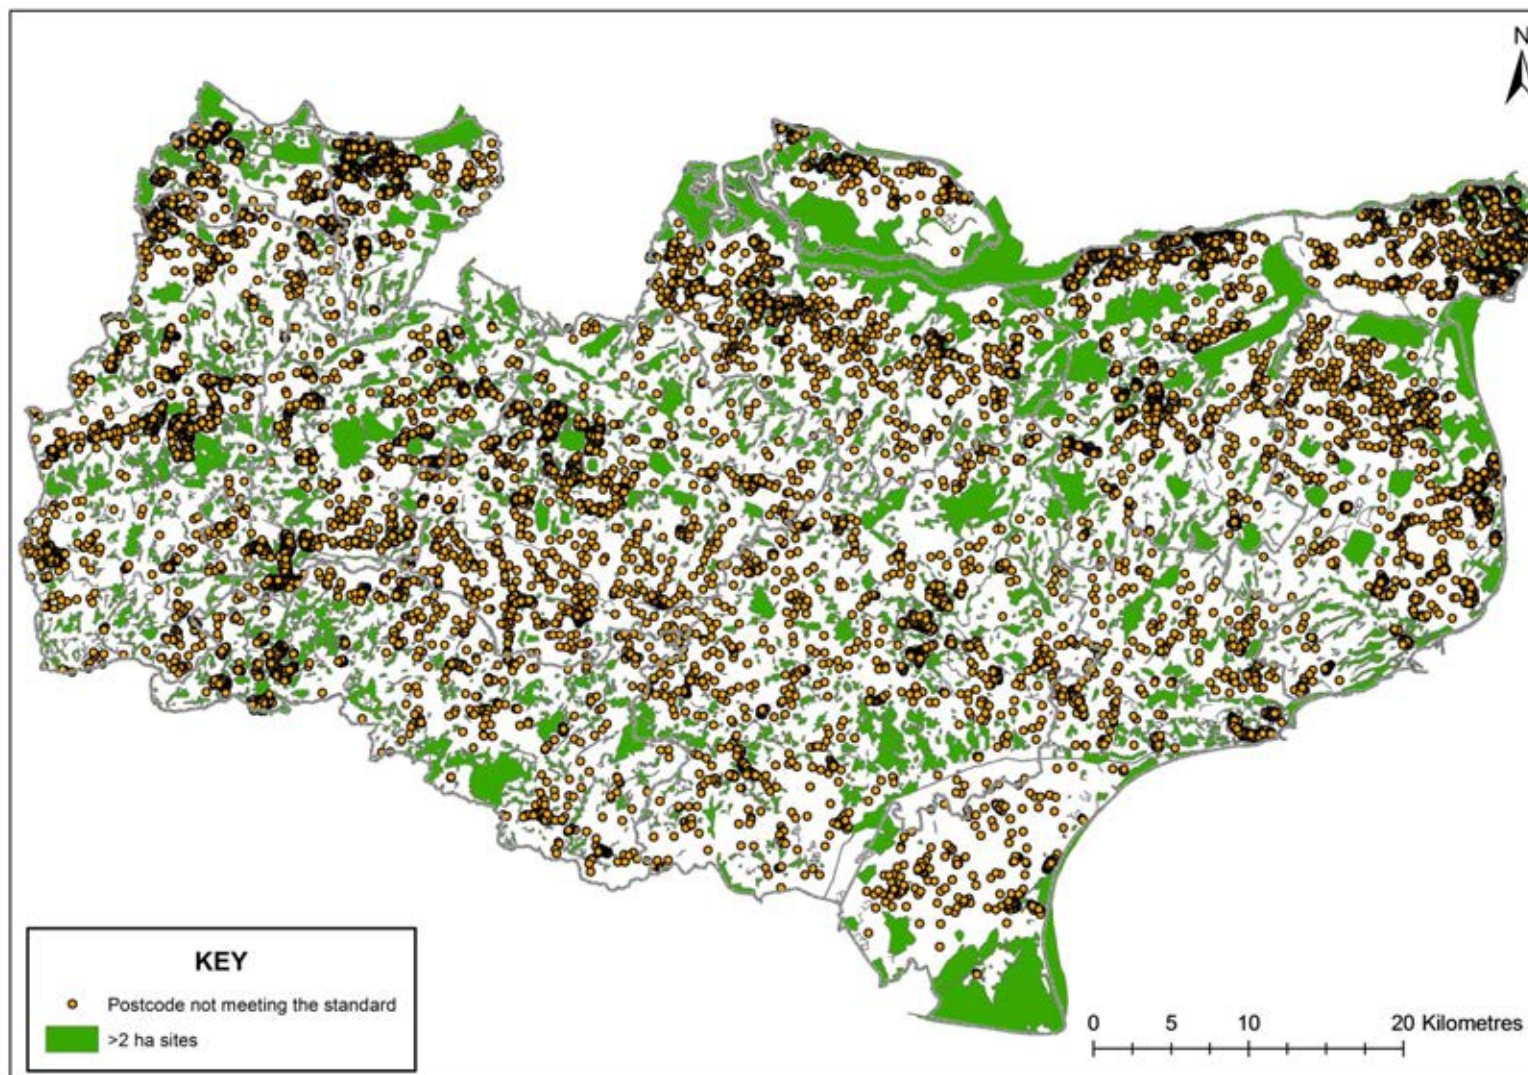 N
KEY
Postcode not meeting the standard
>2 ha sites
0 5 10 20 Kilometres